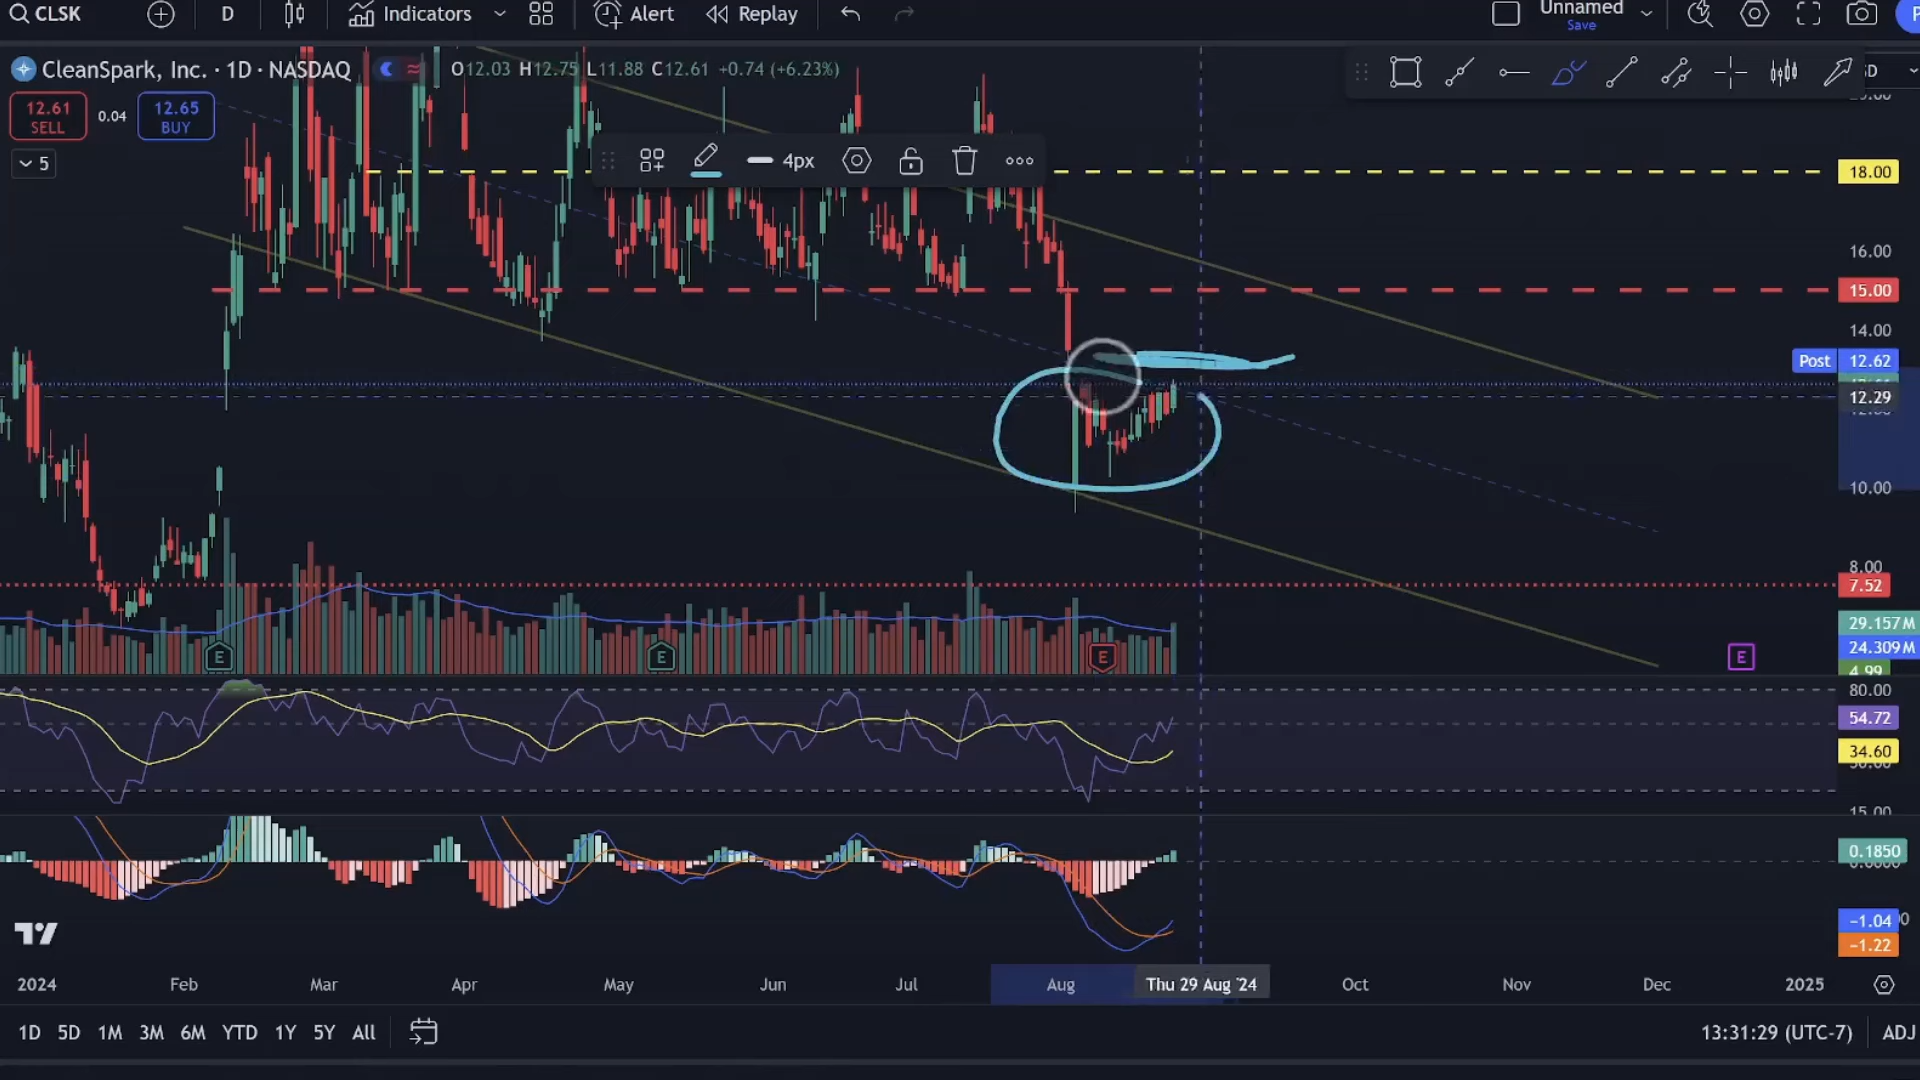 CLSK D Indicators Alert Replay Unnamed
Save
CleanSpark, Inc. · 1D · NASDAQ O12.03 H12.75 L11.88 C12.61 +0.74 (+6.23%)
12.61 SELL 0.04 12.65 BUY
5
4px
18.00
16.00
15.00
14.00
Post 12.62
12.29
10.00
8.00
7.52
29.157M
24.309M
4.99
E E E E
80.00
54.72
34.60
15.00
0.1850
−1.04
−1.22
2024 Feb Mar Apr May Jun Jul Aug Thu 29 Aug '24 Oct Nov Dec 2025
1D 5D 1M 3M 6M YTD 1Y 5Y All 13:31:29 (UTC-7) ADJ